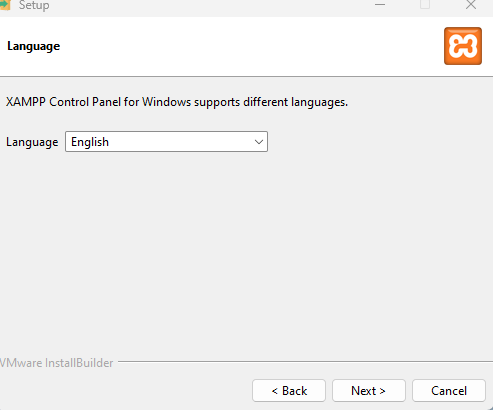 Setup
Language
XAMPP Control Panel for Windows supports different languages.
Language English
VMware InstallBuilder
< Back Next > Cancel